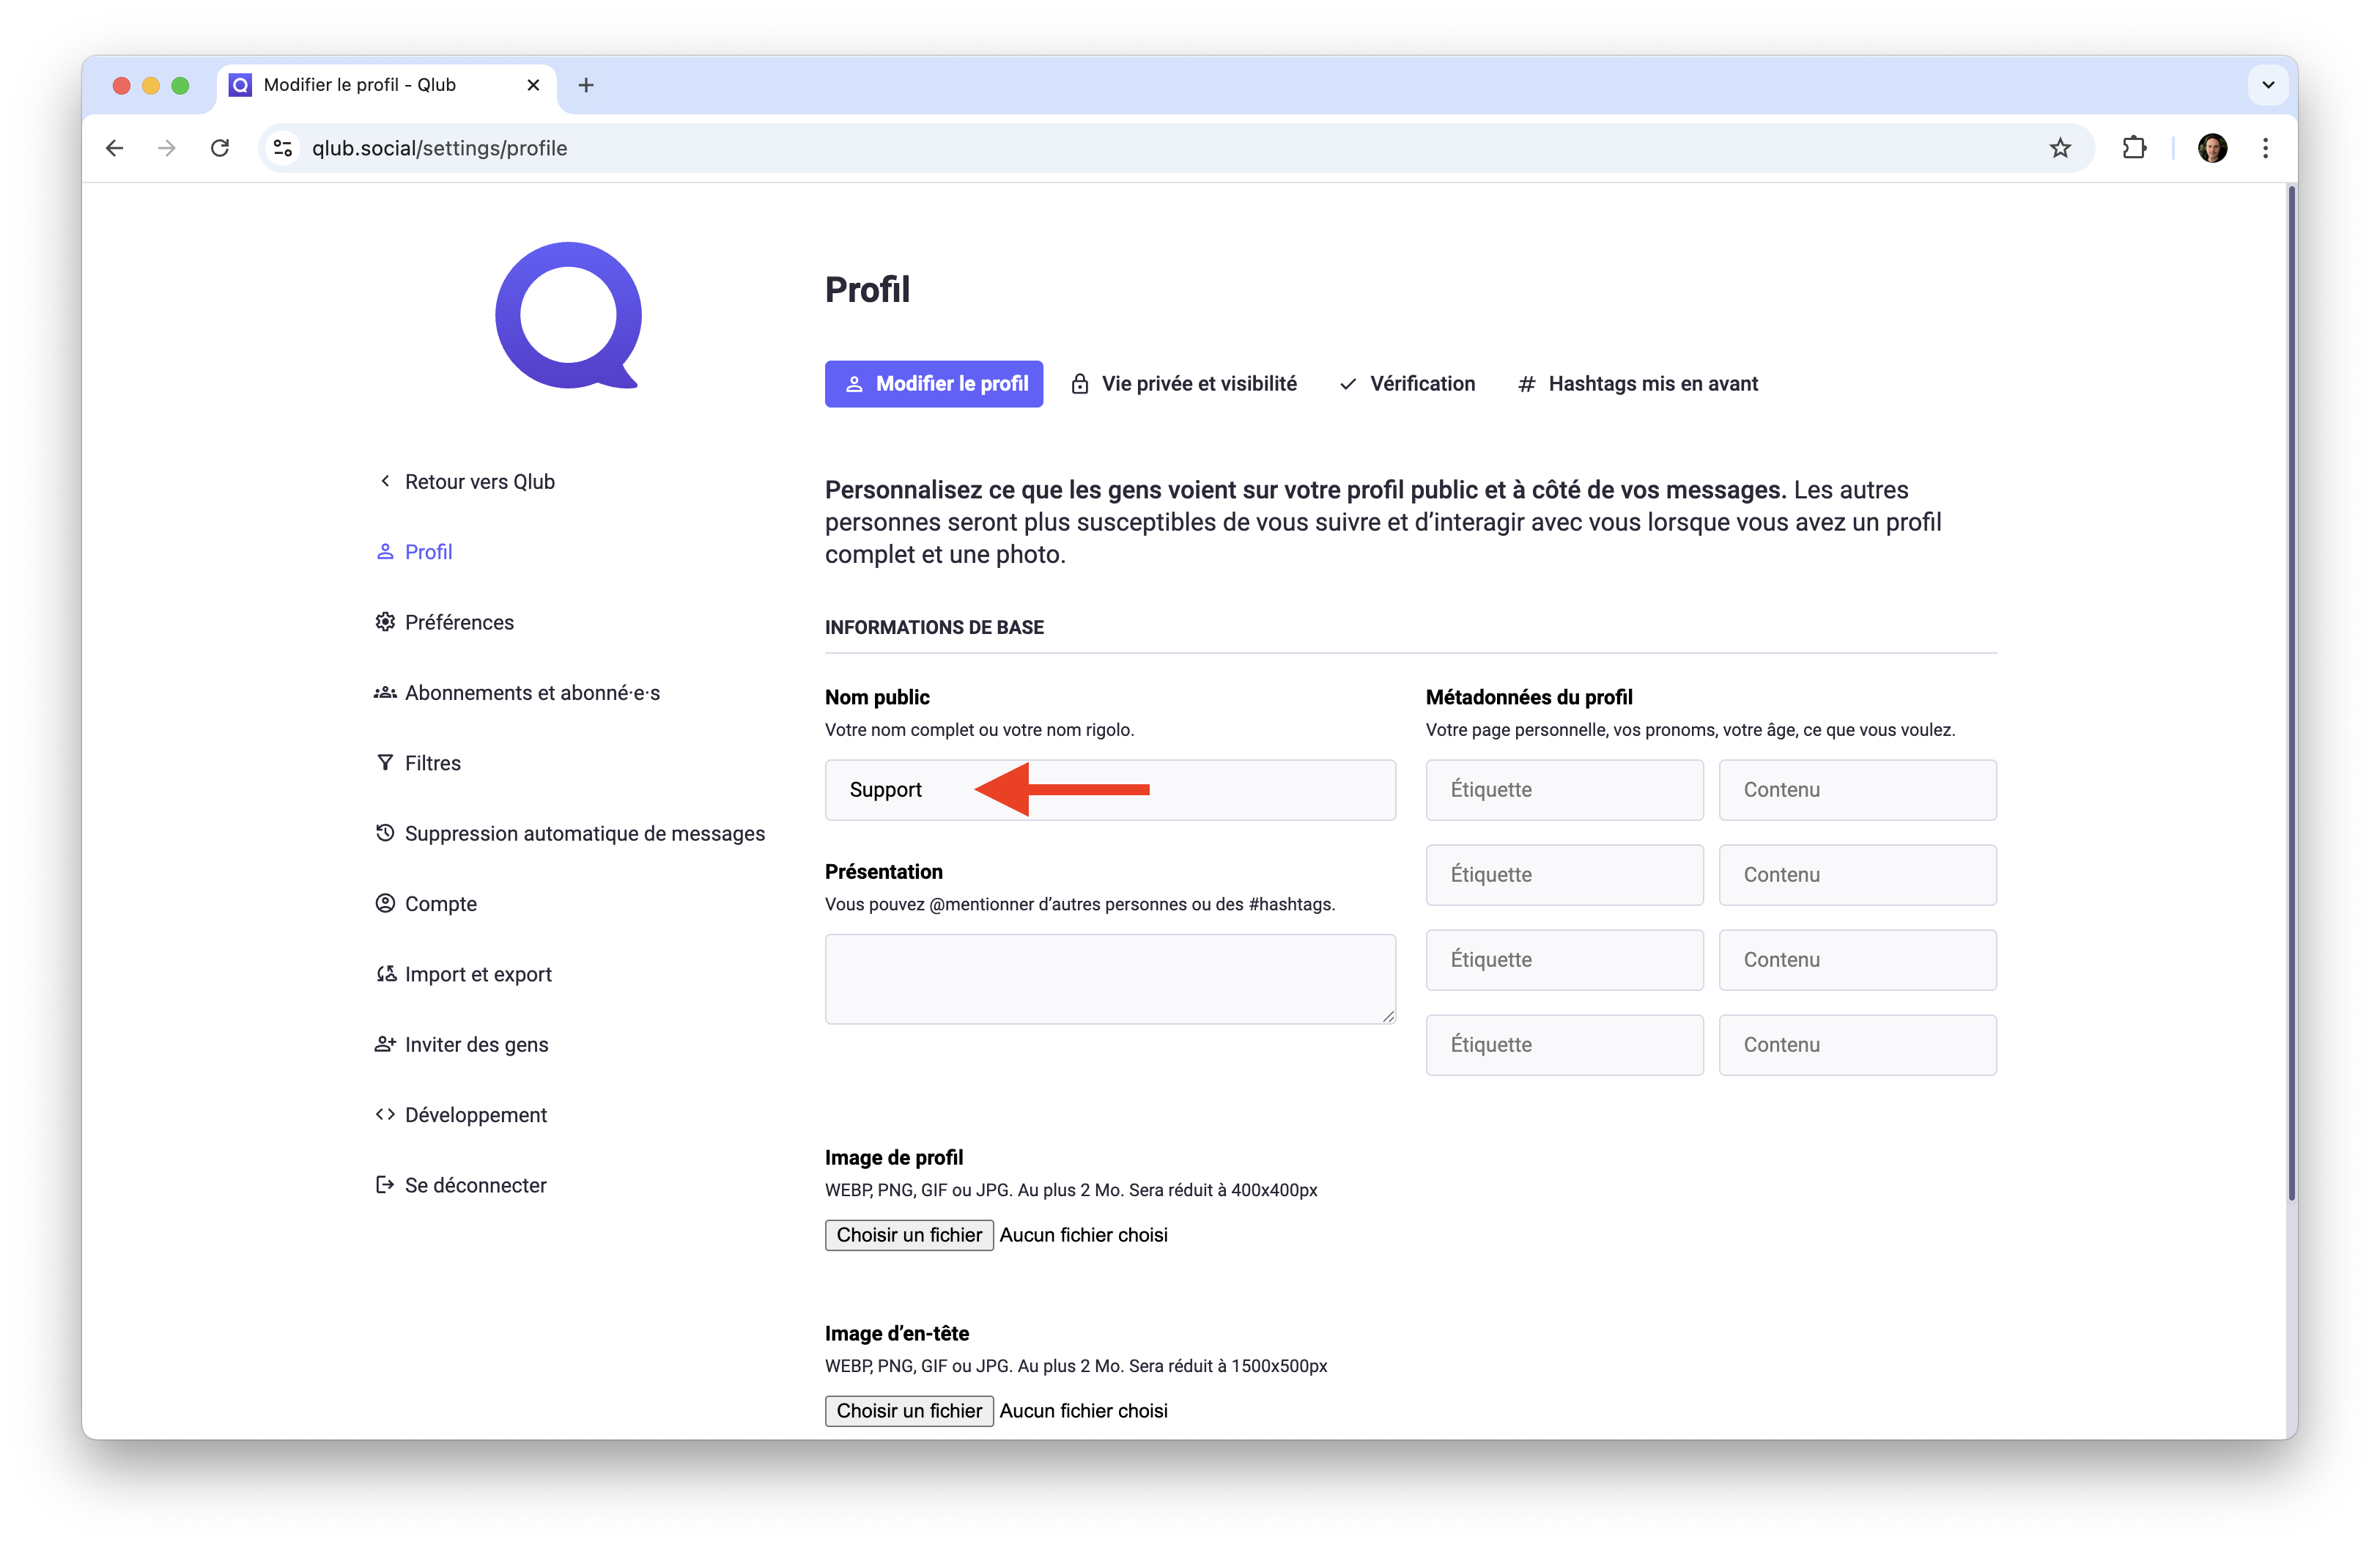 Modifier le profil - Qlub
qlub.social/settings/profile
Retour vers Qlub
Profil
Préférences
Abonnements et abonné·e·s
Filtres
Suppression automatique de messages
Compte
Import et export
Inviter des gens
Développement
Se déconnecter
Profil
Modifier le profil
Vie privée et visibilité
Vérification
Hashtags mis en avant
Personnalisez ce que les gens voient sur votre profil public et à côté de vos messages. Les autres
personnes seront plus susceptibles de vous suivre et d’interagir avec vous lorsque vous avez un profil
complet et une photo.
INFORMATIONS DE BASE
Nom public
Votre nom complet ou votre nom rigolo.
Support
Présentation
Vous pouvez @mentionner d’autres personnes ou des #hashtags.
Métadonnées du profil
Votre page personnelle, vos pronoms, votre âge, ce que vous voulez.
Étiquette Contenu
Étiquette Contenu
Étiquette Contenu
Étiquette Contenu
Image de profil
WEBP, PNG, GIF ou JPG. Au plus 2 Mo. Sera réduit à 400x400px
Choisir un fichier Aucun fichier choisi
Image d’en-tête
WEBP, PNG, GIF ou JPG. Au plus 2 Mo. Sera réduit à 1500x500px
Choisir un fichier Aucun fichier choisi